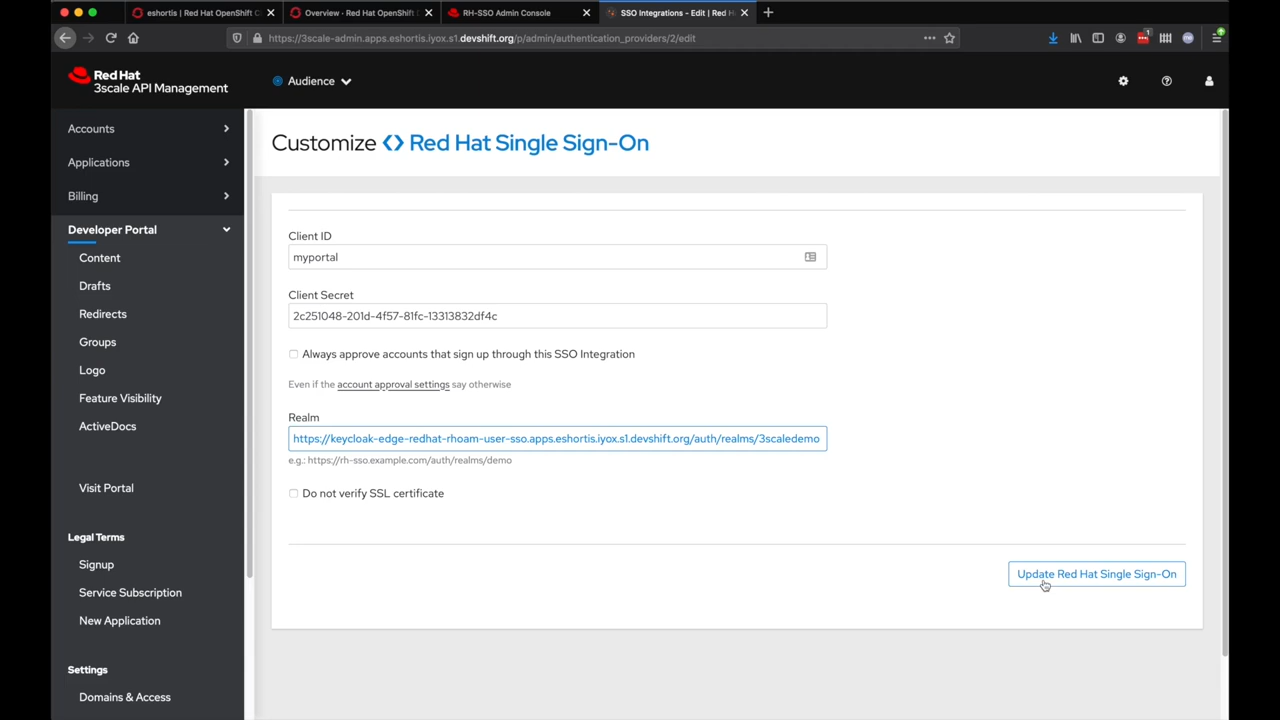 eshortis | Red Hat OpenShift C
Overview · Red Hat OpenShift
RH-SSO Admin Console
SSO Integrations - Edit | Red H
https://3scale-admin.apps.eshortis.iyox.s1.devshift.org/p/admin/authentication_providers/2/edit
1
Red Hat
3scale API Management
Audience
Accounts
Applications
Billing
Developer Portal
Content
Drafts
Redirects
Groups
Logo
Feature Visibility
ActiveDocs
Visit Portal
Legal Terms
Signup
Service Subscription
New Application
Settings
Domains & Access
Customize <> Red Hat Single Sign-On
Client ID
myportal
Client Secret
2c251048-201d-4f57-81fc-13313832df4c
Always approve accounts that sign up through this SSO Integration
Even if the account approval settings say otherwise
Realm
https://keycloak-edge-redhat-rhoam-user-sso.apps.eshortis.iyox.s1.devshift.org/auth/realms/3scaledemo
e.g.: https://rh-sso.example.com/auth/realms/demo
Do not verify SSL certificate
Update Red Hat Single Sign-On